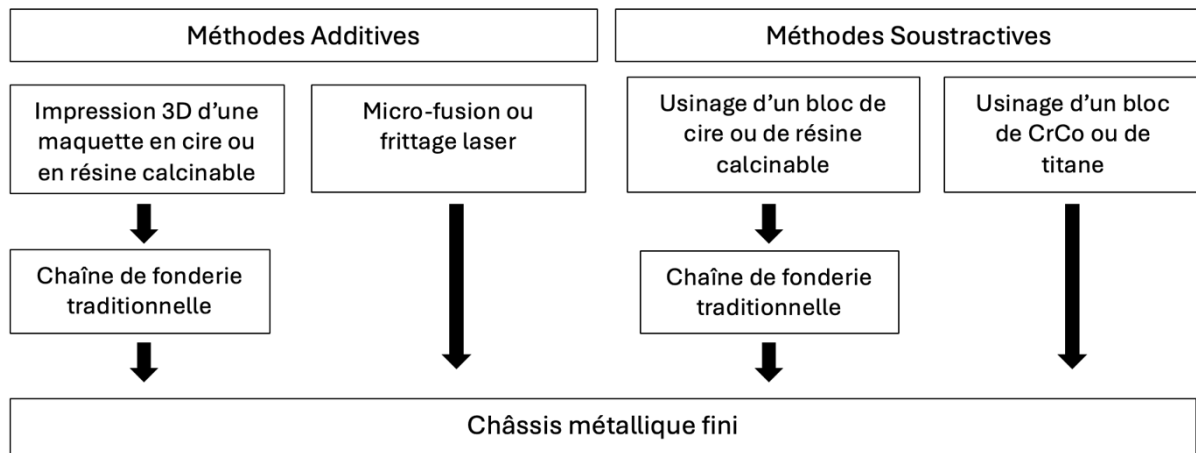 Méthodes Additives
Méthodes Soustractives
Impression 3D d’une
maquette en cire ou
en résine calcinable
Micro-fusion ou
frittage laser
Usinage d’un bloc de
cire ou de résine
calcinable
Usinage d’un bloc
de CrCo ou de
titane
Chaîne de fonderie
traditionnelle
Chaîne de fonderie
traditionnelle
Châssis métallique fini